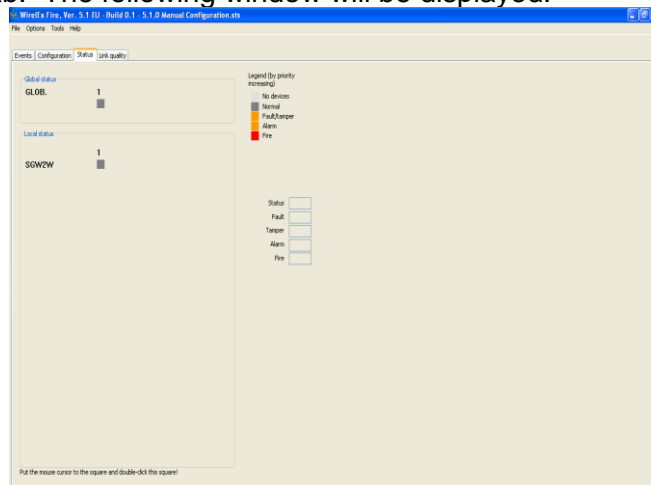 ab. The following window will be displayed:
WirelEx Fire, Ver. 5.1 EU - Build 0.1 - 5.1.0 Manual Configuration.sts
File Options Tools Help
Events Configuration Status Link quality
Global status
GLOB. 1
Local status
1
SGW2W
Legend (by priority
increasing)
No devices
Normal
Fault/tamper
Alarm
Fire
Status
Fault
Tamper
Alarm
Fire
Put the mouse cursor to the square and double-click this square!